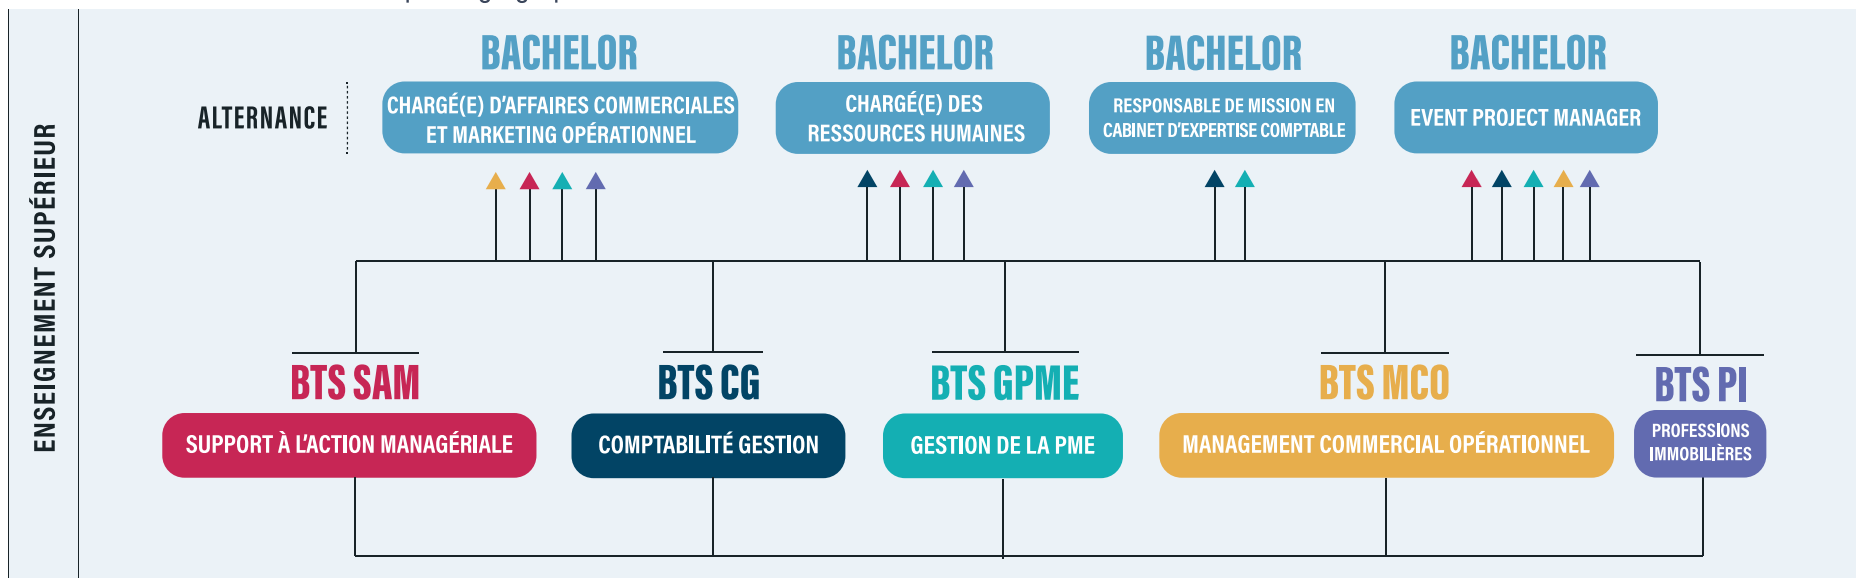 BACHELOR
BACHELOR
BACHELOR
BACHELOR
ALTERNANCE
CHARGÉ(E) D'AFFAIRES COMMERCIALES
ET MARKETING OPÉRATIONNEL
CHARGÉ(E) DES
RESSOURCES HUMAINES
RESPONSABLE DE MISSION EN
CABINET D'EXPERTISE COMPTABLE
EVENT PROJECT MANAGER
ENSEIGNEMENT SUPÉRIEUR
BTS SAM
SUPPORT À L'ACTION MANAGÉRIALE
BTS CG
COMPTABILITÉ GESTION
BTS GPME
GESTION DE LA PME
BTS MCO
MANAGEMENT COMMERCIAL OPÉRATIONNEL
BTS PI
PROFESSIONS
IMMOBILIÈRES